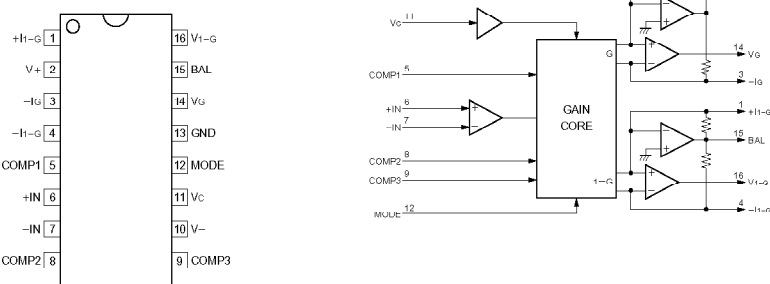 +I1-G 1 16 V1-G
V+ 2 15 BAL
−IG 3 14 VG
−I1-G 4 13 GND
COMP1 5 12 MODE
+IN 6 11 VC
−IN 7 10 V−
COMP2 8 9 COMP3
VC 11
COMP1 5
+IN 6
−IN 7
COMP2 8
COMP3 9
MODE 12
GAIN
CORE
G
1−G
+
−
+
−
−
+
+
−
14 VG
3 −IG
1 +I1-G
15 BAL
16 V1-G
4 −I1-G